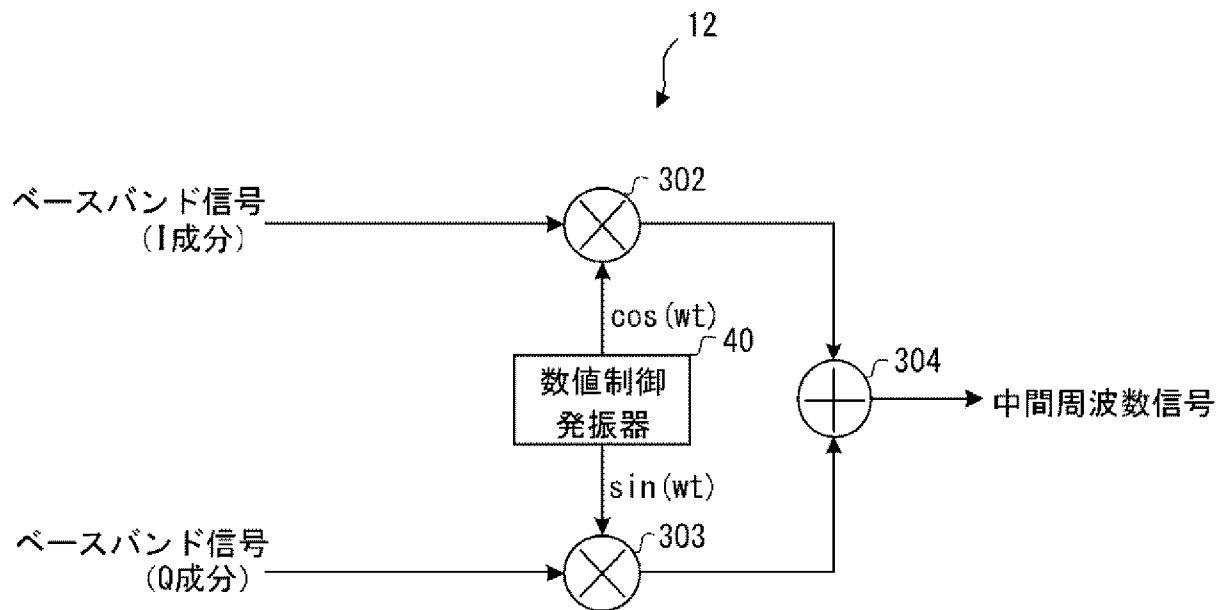 12
ベースバンド信号
(I成分)
302
cos(wt)
40
数値制御
発振器
304
中間周波数信号
sin(wt)
ベースバンド信号
(Q成分)
303